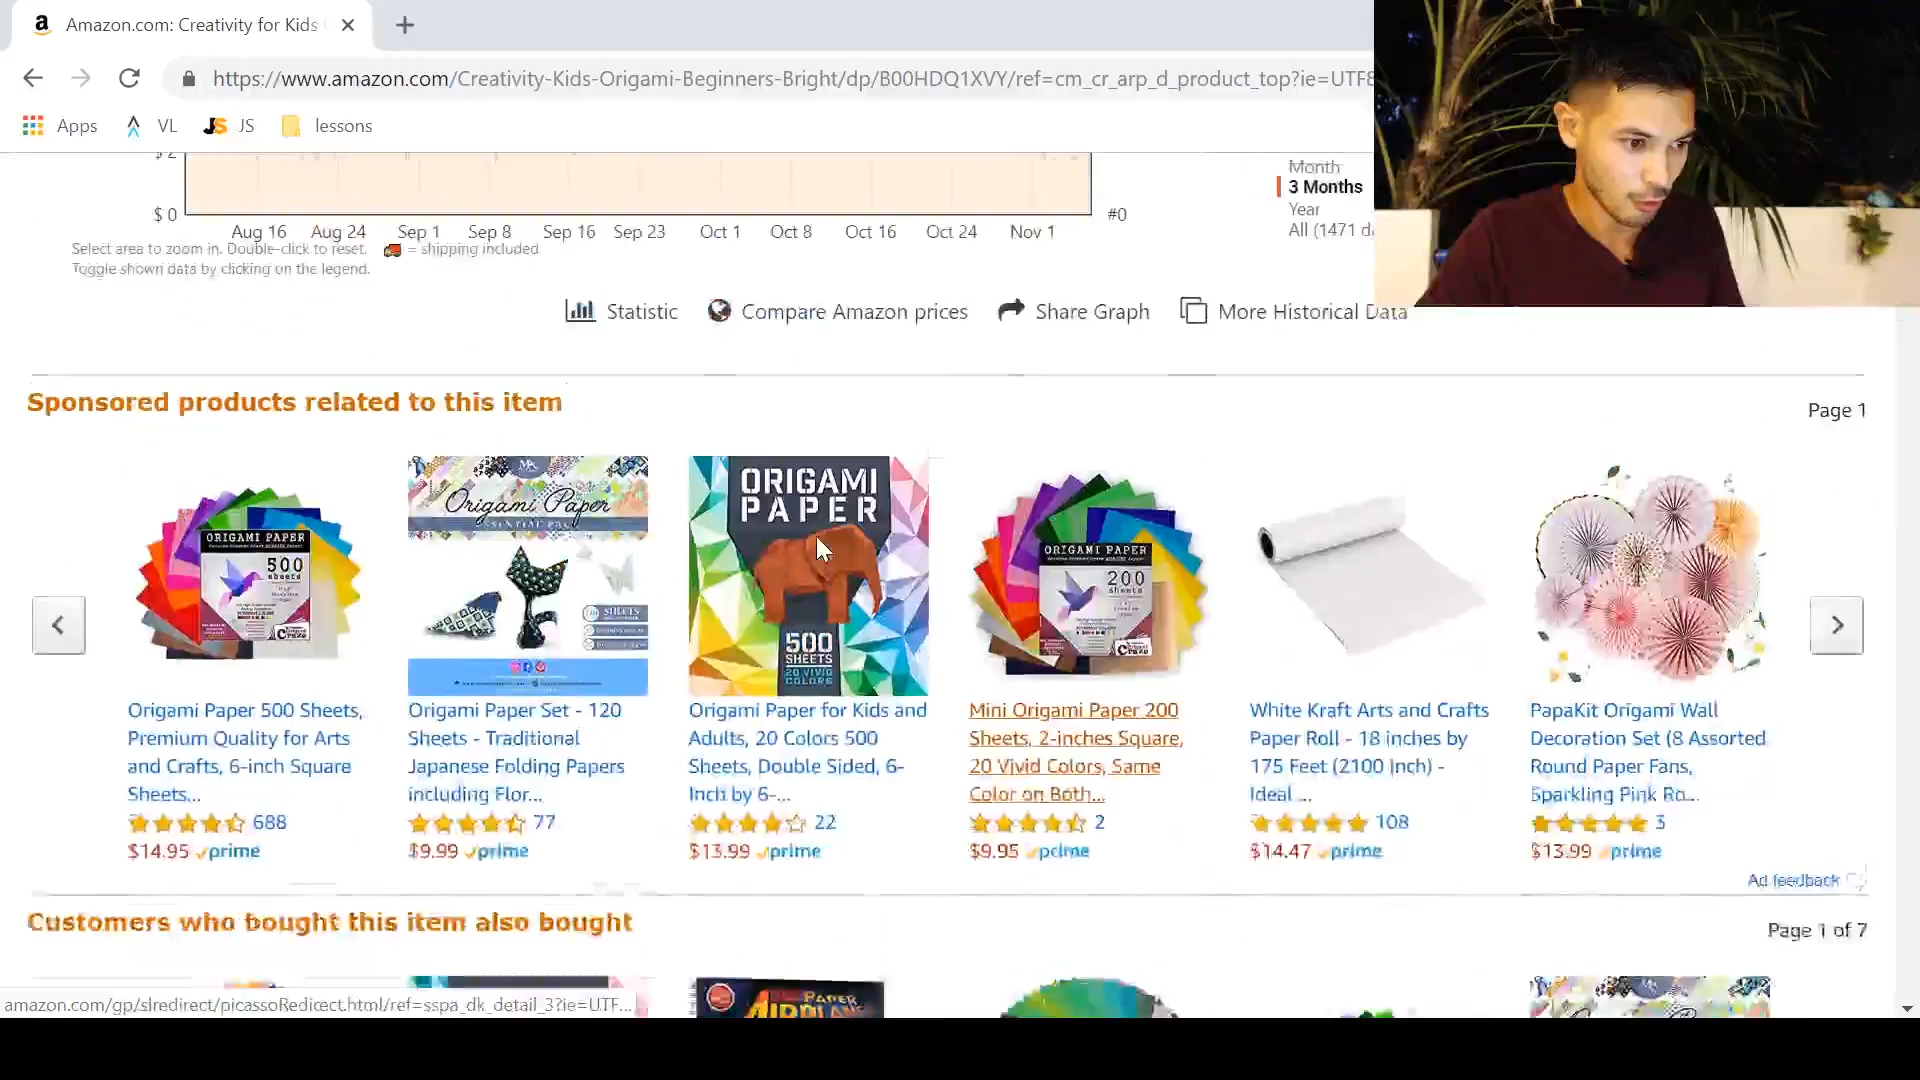 a Amazon.com: Creativity for Kids
https://www.amazon.com/Creativity-Kids-Origami-Beginners-Bright/dp/B00HDQ1XVY/ref=cm_cr_arp_d_product_top?ie=UTF8
Apps VL JS lessons
Month
3 Months
Year
All (1471 d
$ 0
#0
Aug 16 Aug 24 Sep 1 Sep 8 Sep 16 Sep 23 Oct 1 Oct 8 Oct 16 Oct 24 Nov 1
Select area to zoom in. Double-click to reset. = shipping included
Toggle shown data by clicking on the legend.
Statistic Compare Amazon prices Share Graph More Historical Data
Sponsored products related to this item
Page 1
ORIGAMI PAPER
500
sheets
Origami Paper
ORIGAMI
PAPER
500
SHEETS
20 VIVID
COLORS
ORIGAMI PAPER
200
sheets
Origami Paper 500 Sheets,
Premium Quality for Arts
and Crafts, 6-inch Square
Sheets...
688
$14.95 prime
Origami Paper Set - 120
Sheets - Traditional
Japanese Folding Papers
including Flor...
77
$9.99 prime
Origami Paper for Kids and
Adults, 20 Colors 500
Sheets, Double Sided, 6-
Inch by 6-...
22
$13.99 prime
Mini Origami Paper 200
Sheets, 2-inches Square,
20 Vivid Colors, Same
Color on Both...
2
$9.95 prime
White Kraft Arts and Crafts
Paper Roll - 18 inches by
175 Feet (2100 Inch) -
Ideal ...
108
$14.47 prime
PapaKit Origami Wall
Decoration Set (8 Assorted
Round Paper Fans,
Sparkling Pink Ro...
3
$13.99 prime
Ad feedback
Customers who bought this item also bought
Page 1 of 7
PAPER
amazon.com/gp/slredirect/picassoRedirect.html/ref=sspa_dk_detail_3?ie=UTF...